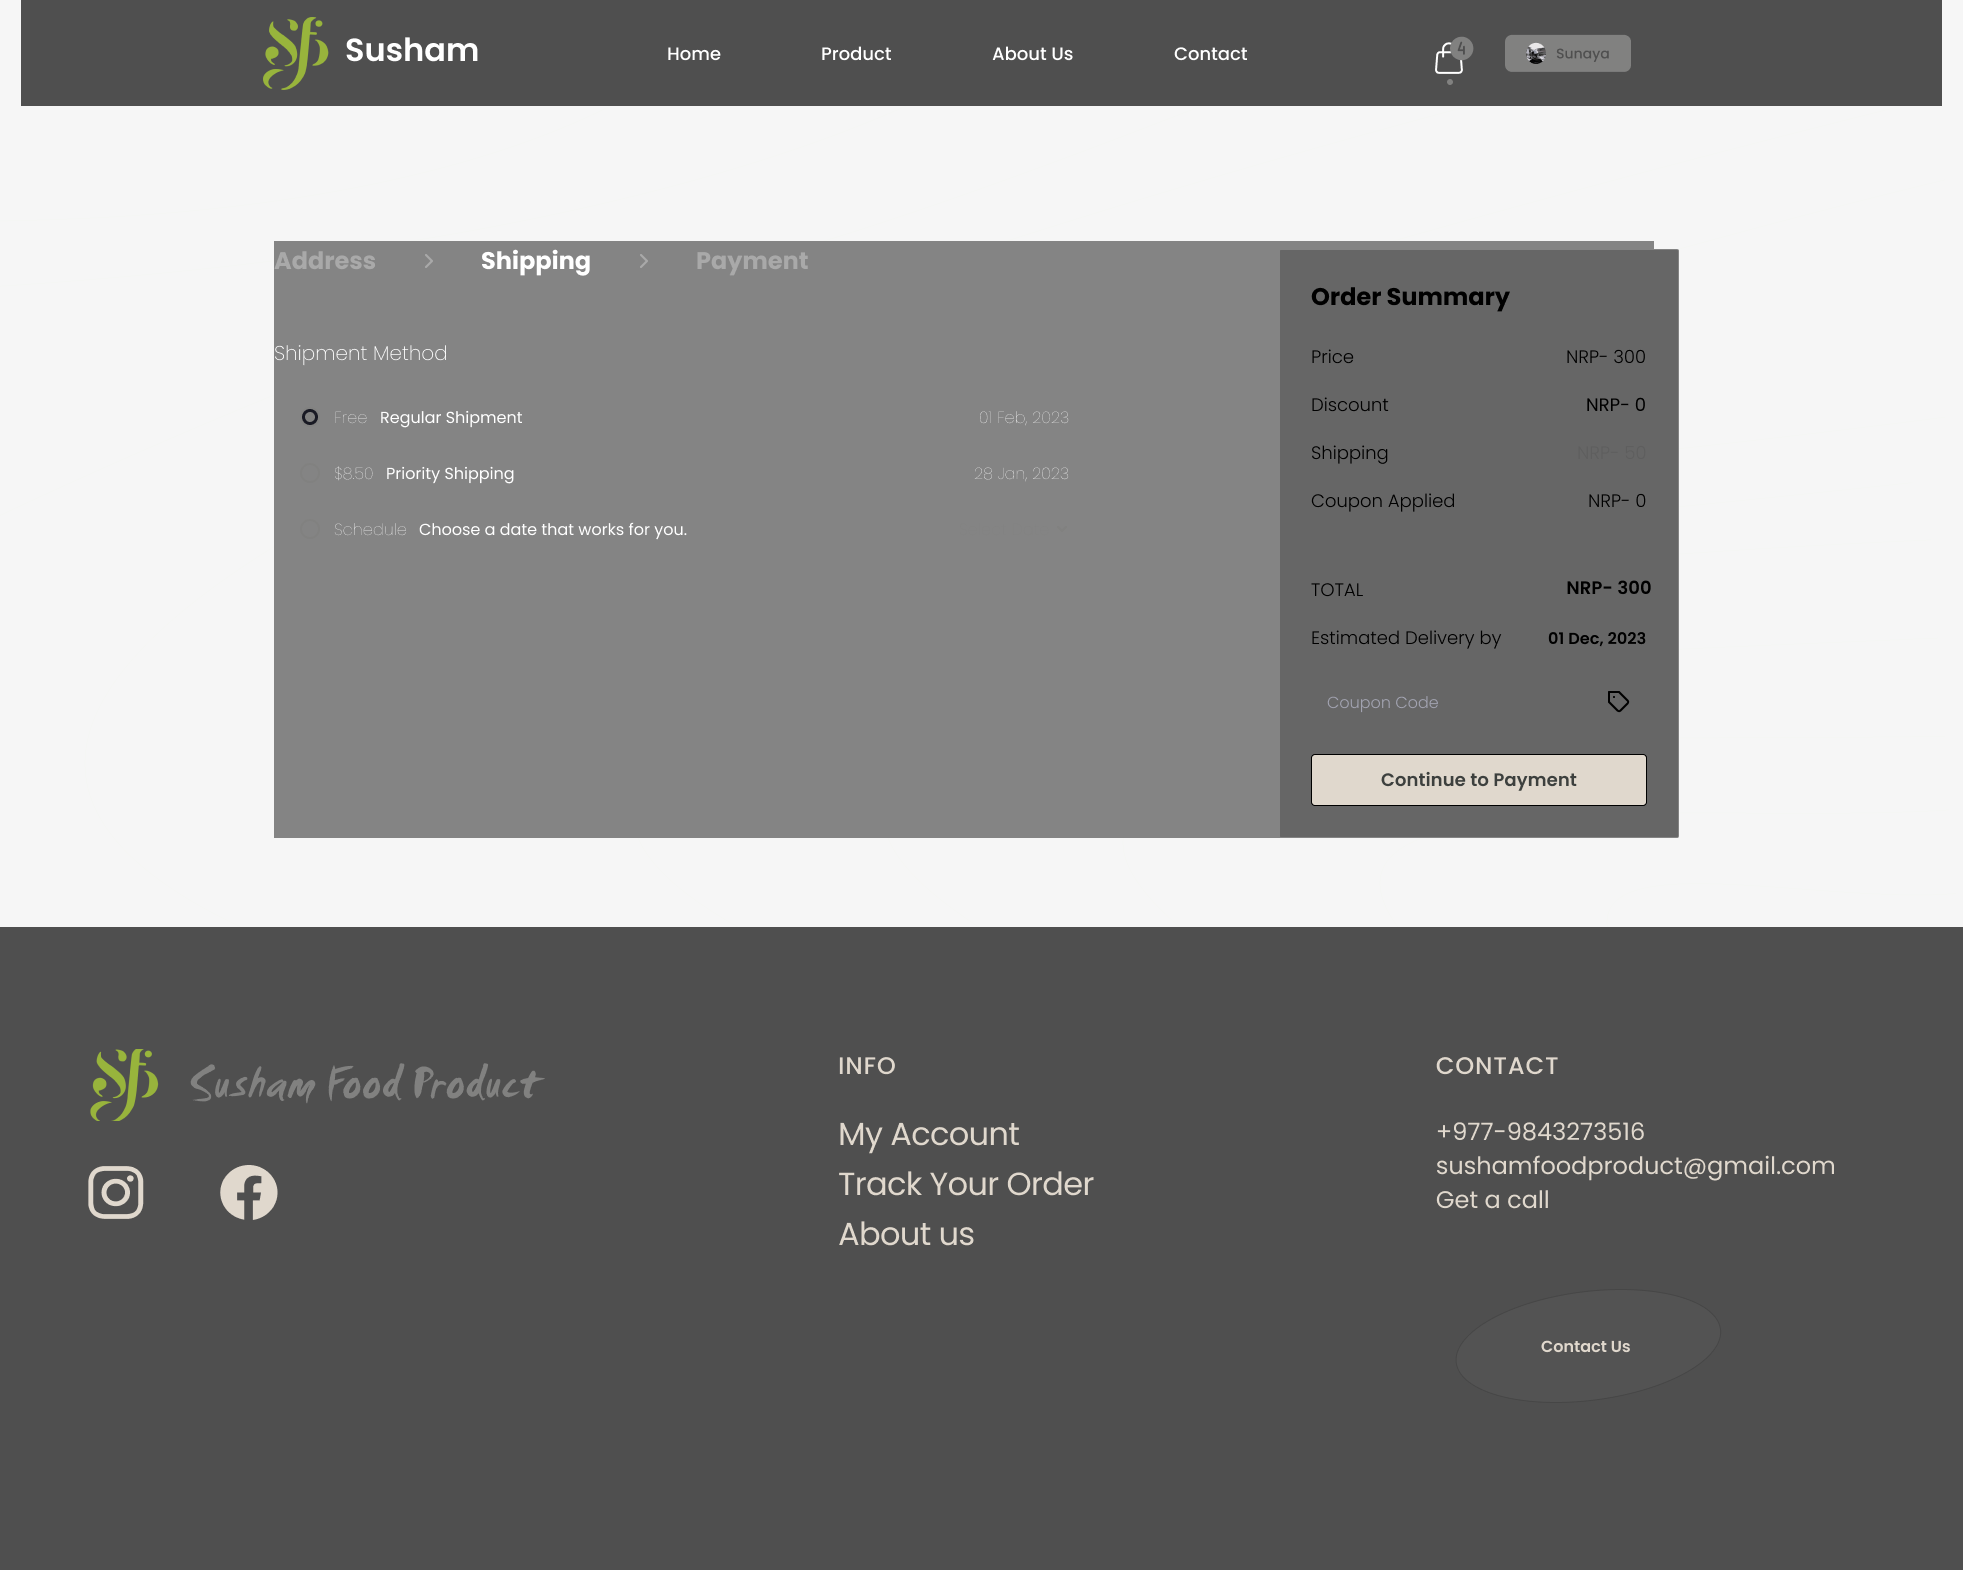 Susham
Home
Product
About Us
Contact
4
Sunaya
Address
Shipping
Payment
Shipment Method
Free Regular Shipment 01 Feb, 2023
$8.50 Priority Shipping 28 Jan, 2023
Schedule Choose a date that works for you.
Order Summary
Price NRP- 300
Discount NRP- 0
Shipping NRP- 50
Coupon Applied NRP- 0
TOTAL NRP- 300
Estimated Delivery by 01 Dec, 2023
Coupon Code
Continue to Payment
Susham Food Product
INFO
My Account
Track Your Order
About us
CONTACT
+977-9843273516
sushamfoodproduct@gmail.com
Get a call
Contact Us